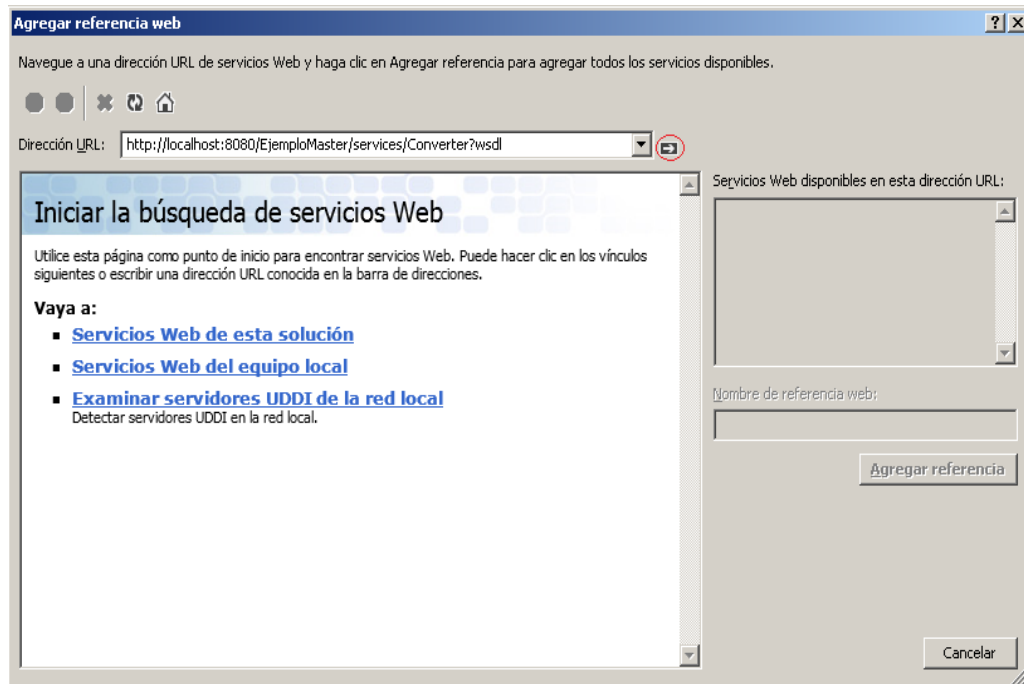 Agregar referencia web
Navegue a una dirección URL de servicios Web y haga clic en Agregar referencia para agregar todos los servicios disponibles.
Dirección URL: http://localhost:8080/EjemploMaster/services/Converter?wsdl
Iniciar la búsqueda de servicios Web
Utilice esta página como punto de inicio para encontrar servicios Web. Puede hacer clic en los vínculos
siguientes o escribir una dirección URL conocida en la barra de direcciones.
Vaya a:
Servicios Web de esta solución
Servicios Web del equipo local
Examinar servidores UDDI de la red local
Detectar servidores UDDI en la red local.
Servicios Web disponibles en esta dirección URL:
Nombre de referencia web:
Agregar referencia
Cancelar